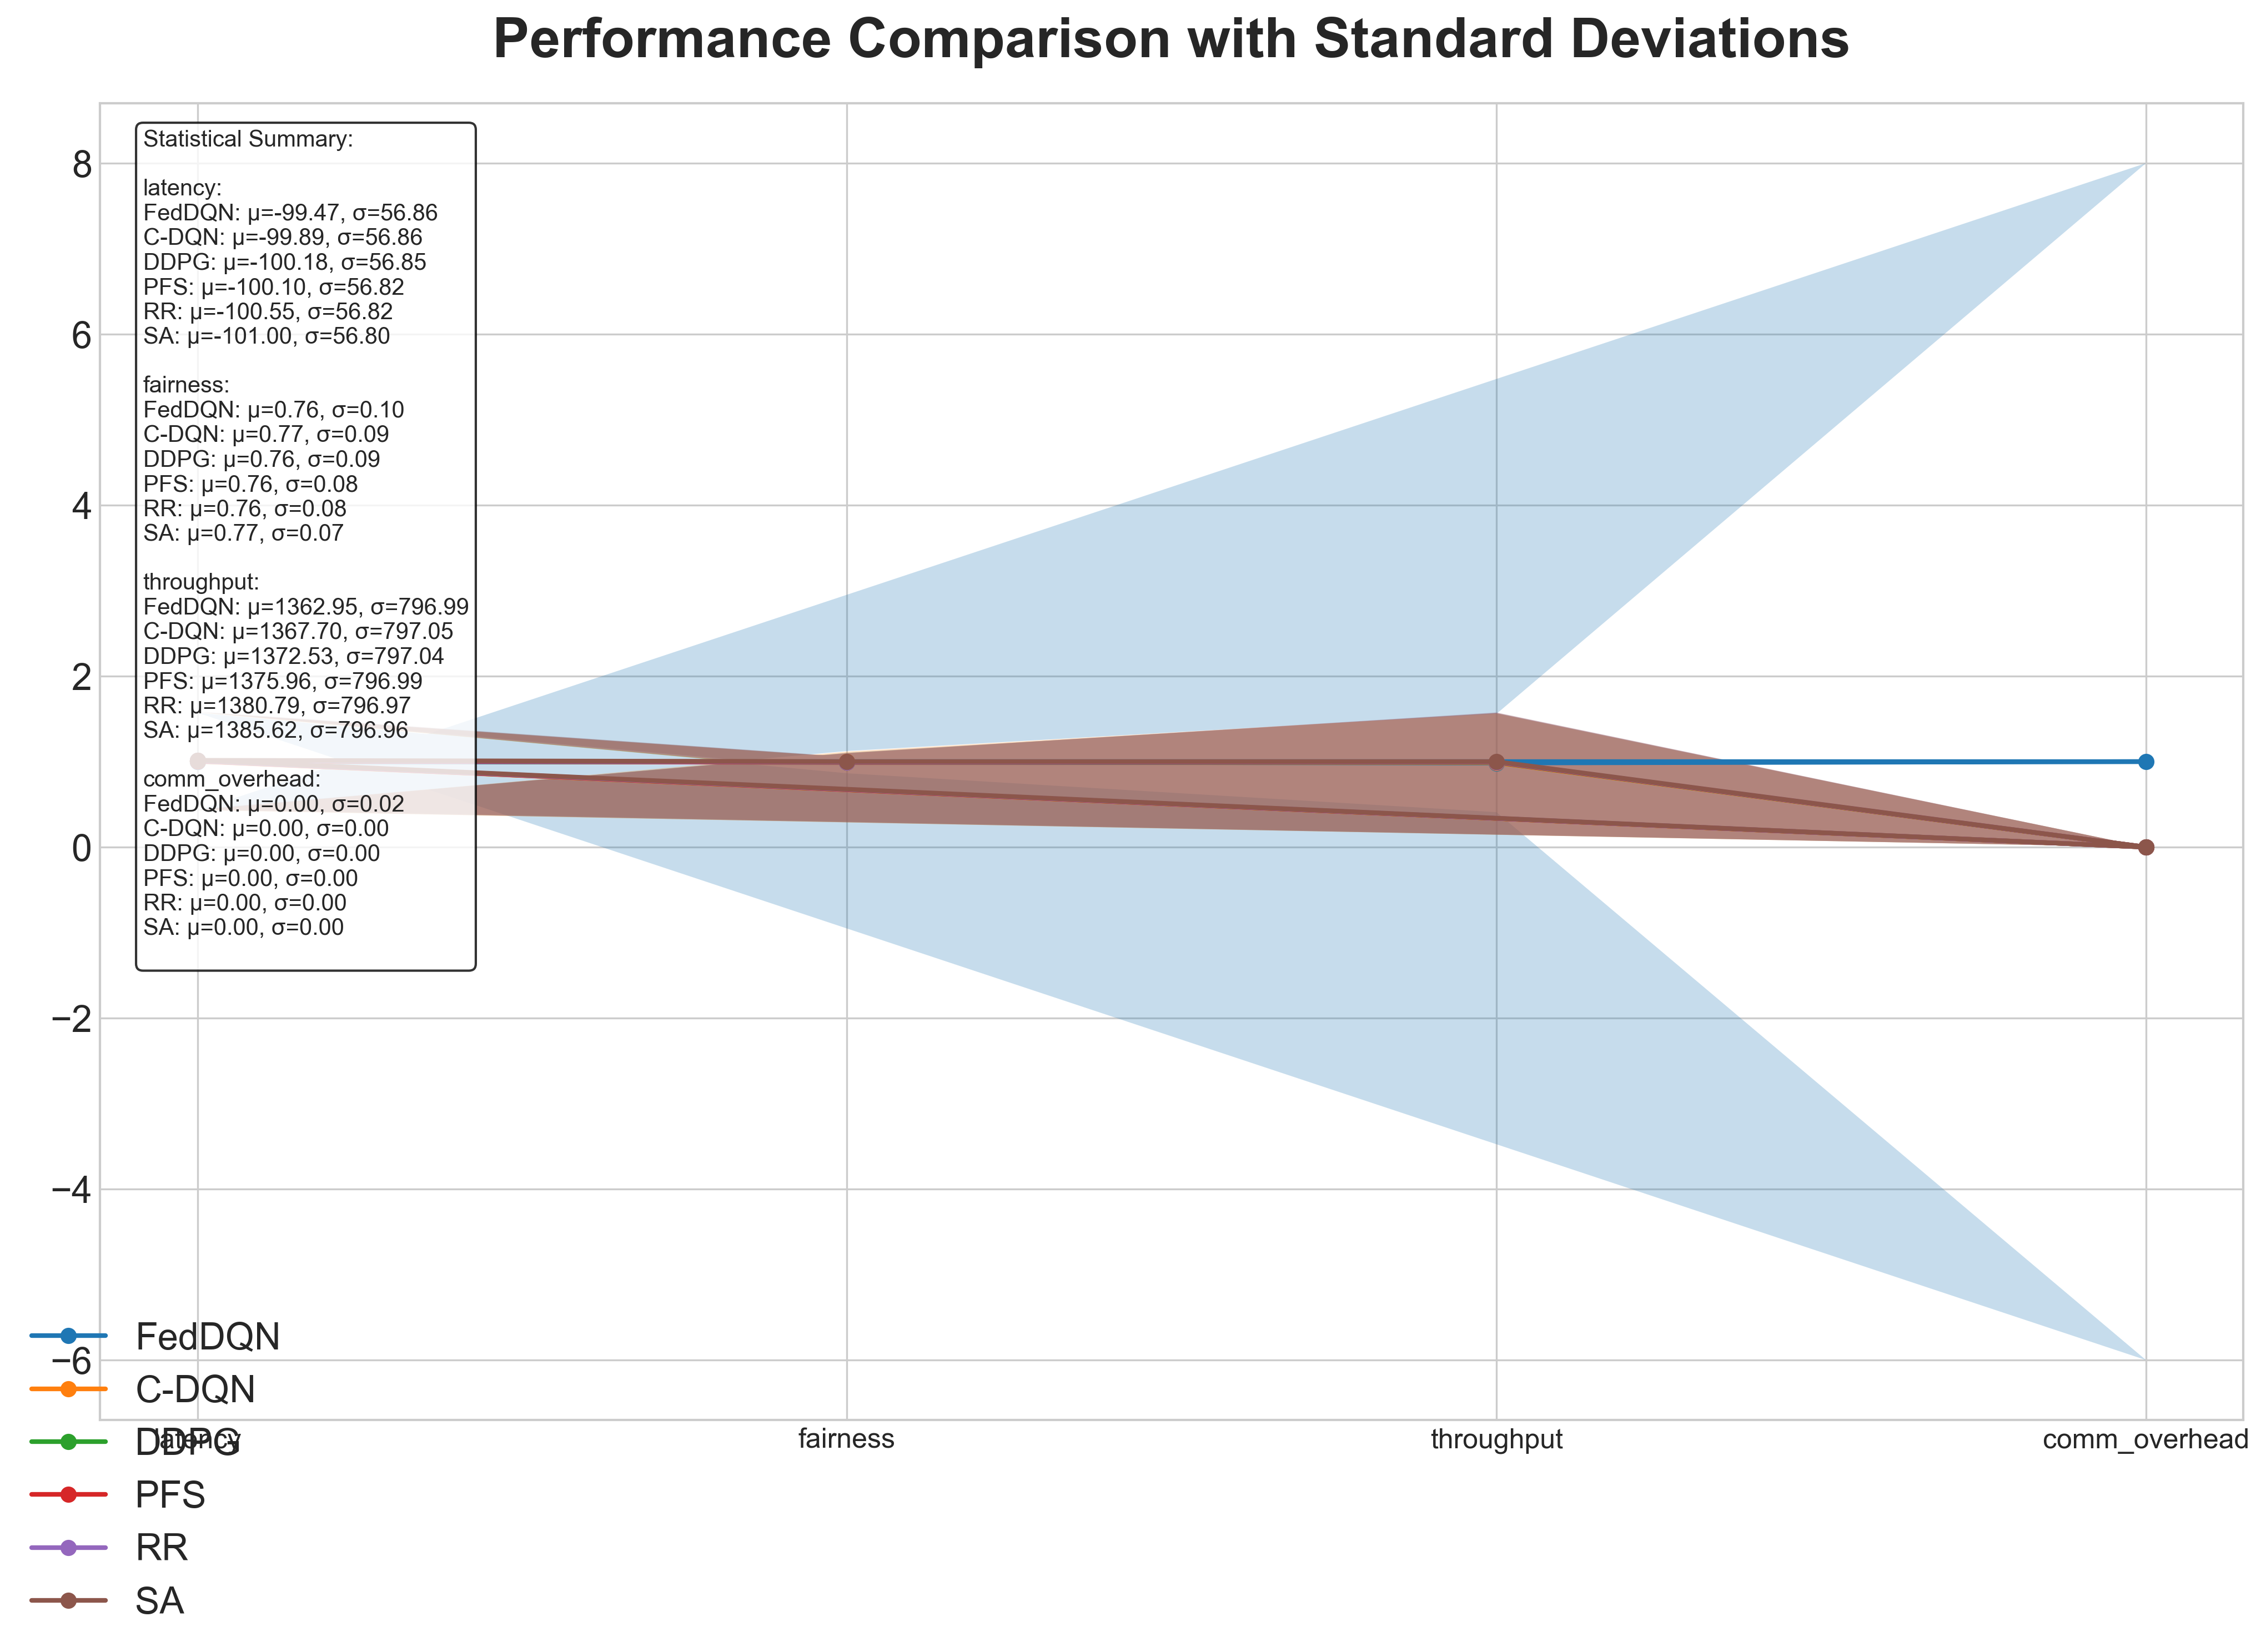 Performance Comparison with Standard Deviations
8
6
4
2
0
−2
−4
−6
Statistical Summary:
latency:
FedDQN: μ=-99.47, σ=56.86
C-DQN: μ=-99.89, σ=56.86
DDPG: μ=-100.18, σ=56.85
PFS: μ=-100.10, σ=56.82
RR: μ=-100.55, σ=56.82
SA: μ=-101.00, σ=56.80
fairness:
FedDQN: μ=0.76, σ=0.10
C-DQN: μ=0.77, σ=0.09
DDPG: μ=0.76, σ=0.09
PFS: μ=0.76, σ=0.08
RR: μ=0.76, σ=0.08
SA: μ=0.77, σ=0.07
throughput:
FedDQN: μ=1362.95, σ=796.99
C-DQN: μ=1367.70, σ=797.05
DDPG: μ=1372.53, σ=797.04
PFS: μ=1375.96, σ=796.99
RR: μ=1380.79, σ=796.97
SA: μ=1385.62, σ=796.96
comm_overhead:
FedDQN: μ=0.00, σ=0.02
C-DQN: μ=0.00, σ=0.00
DDPG: μ=0.00, σ=0.00
PFS: μ=0.00, σ=0.00
RR: μ=0.00, σ=0.00
SA: μ=0.00, σ=0.00
latency fairness throughput comm_overhead
FedDQN
C-DQN
DDPG
PFS
RR
SA